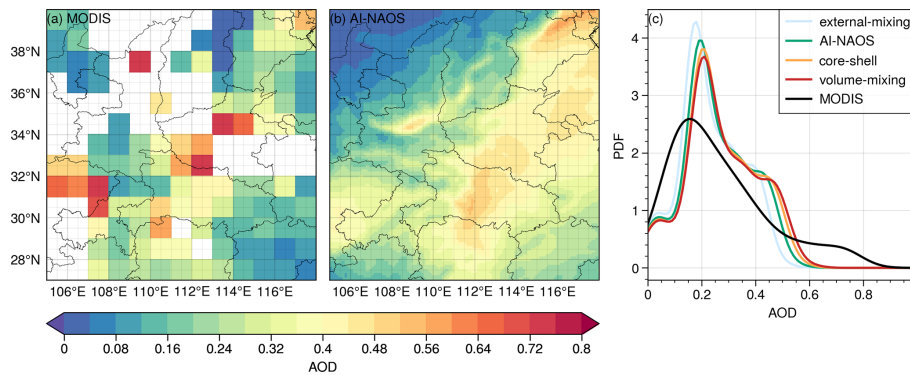 (a) MODIS
(b) AI-NAOS
(c)
38°N
36°N
34°N
32°N
30°N
28°N
106°E 108°E 110°E 112°E 114°E 116°E
106°E 108°E 110°E 112°E 114°E 116°E
0 0.08 0.16 0.24 0.32 0.4 0.48 0.56 0.64 0.72 0.8
AOD
external-mixing
AI-NAOS
core-shell
volume-mixing
MODIS
PDF
4
3
2
1
0
0 0.2 0.4 0.6 0.8
AOD